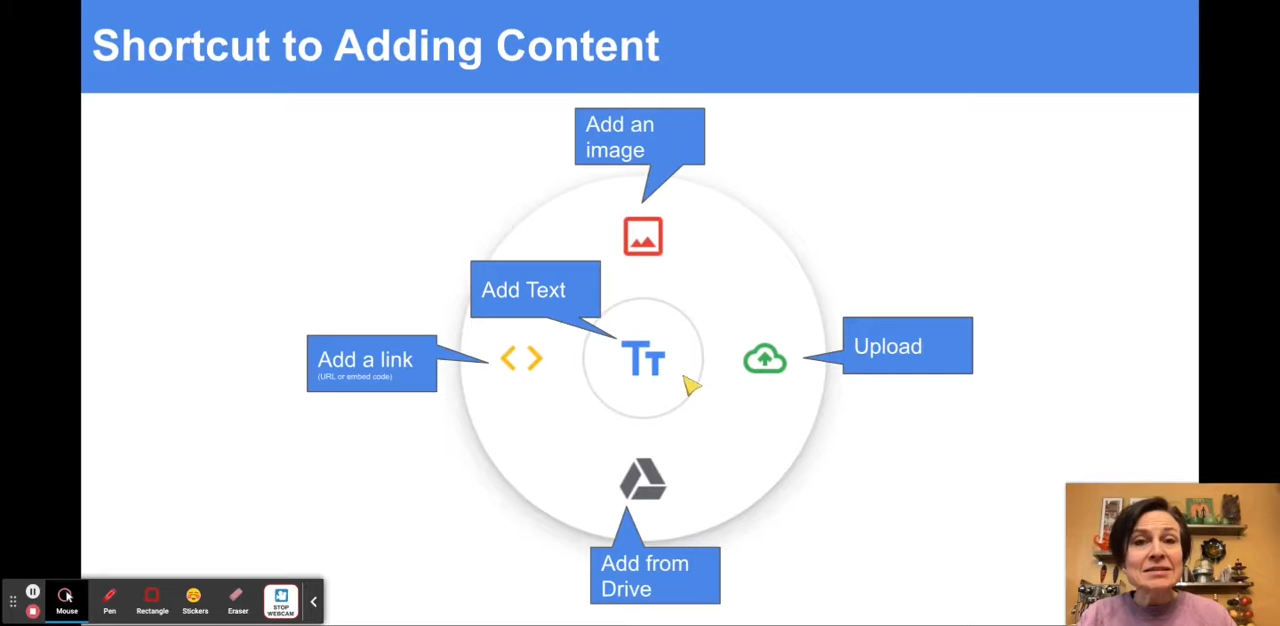 Shortcut to Adding Content
Add an
image
Add Text
Add a link
(URL or embed code)
Tt
Upload
Add from
Drive
Mouse
Pen
Rectangle
Stickers
Eraser
STOP
WEBCAM